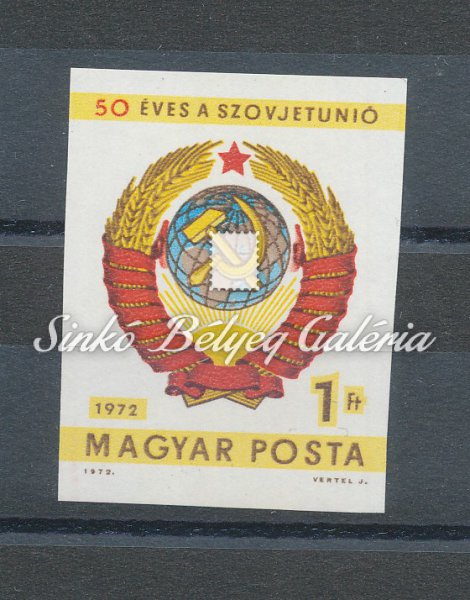 50 ÉVES A SZOVJETUNIÓ
Sinkó Bélyeg Galéria
1972
1 Ft
MAGYAR POSTA
1972.
VERTEL J.